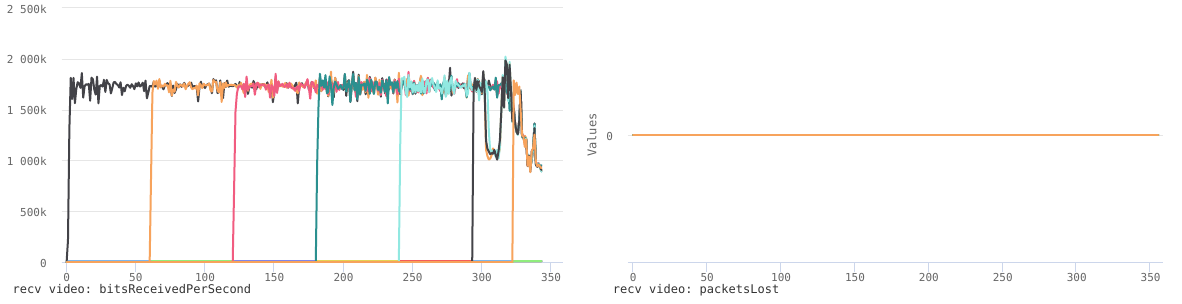 2 500k
2 000k
1 500k
1 000k
500k
0
0 50 100 150 200 250 300 350
recv video: bitsReceivedPerSecond
Values
0
0 50 100 150 200 250 300 350
recv video: packetsLost